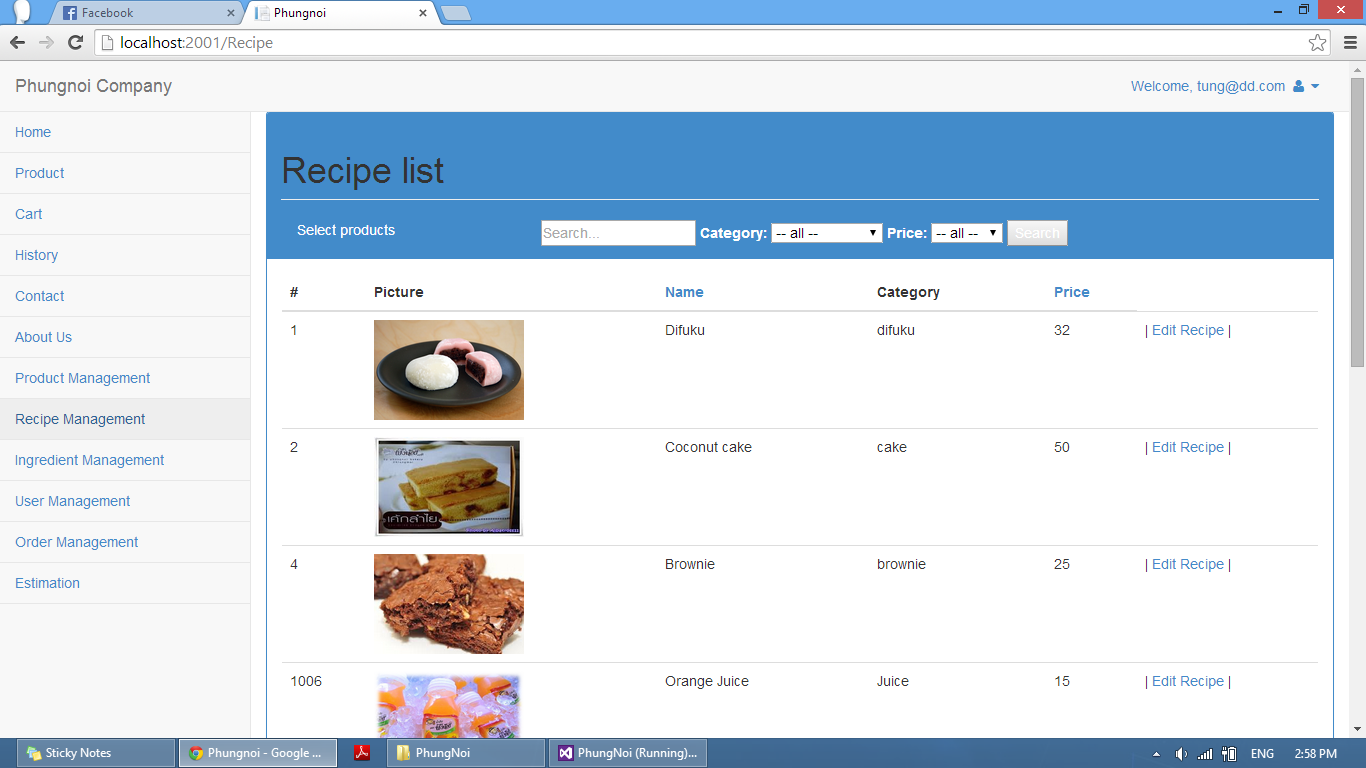 Facebook
Phungnoi
localhost:2001/Recipe
Phungnoi Company
Welcome, tung@dd.com
Home
Product
Cart
History
Contact
About Us
Product Management
Recipe Management
Ingredient Management
User Management
Order Management
Estimation
Recipe list
Select products
Search... Category: -- all -- Price: -- all -- Search
# Picture Name Category Price
1 Difuku difuku 32 | Edit Recipe |
2 Coconut cake cake 50 | Edit Recipe |
เค้กลำไย
4 Brownie brownie 25 | Edit Recipe |
1006 Orange Juice Juice 15 | Edit Recipe |
Sticky Notes
Phungnoi - Google ...
PhungNoi
PhungNoi (Running)...
ENG
2:58 PM